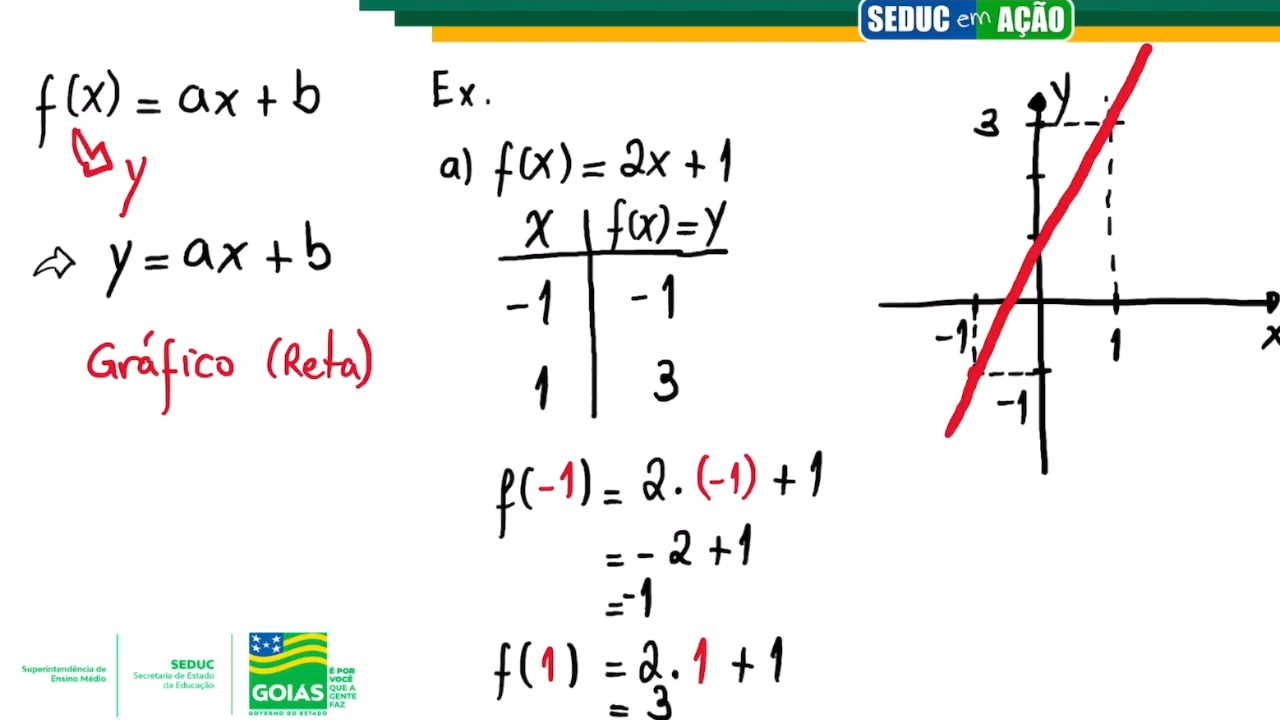 SEDUC em AÇÃO
f(x) = ax + b
y
⇒ y = ax + b
Gráfico (Reta)
Ex.
a) f(x) = 2x + 1
x | f(x) = y
-1 | -1
1 | 3
f(-1) = 2.(-1) + 1
= - 2 + 1
= -1
f(1) = 2.1 + 1
= 3
y
3
-1
1
x
-1
Superintendência de
Ensino Médio
SEDUC
Secretaria de Estado
da Educação
GOIÁS
GOVERNO DO ESTADO
É POR
VOCÊ
QUE A
GENTE
FAZ